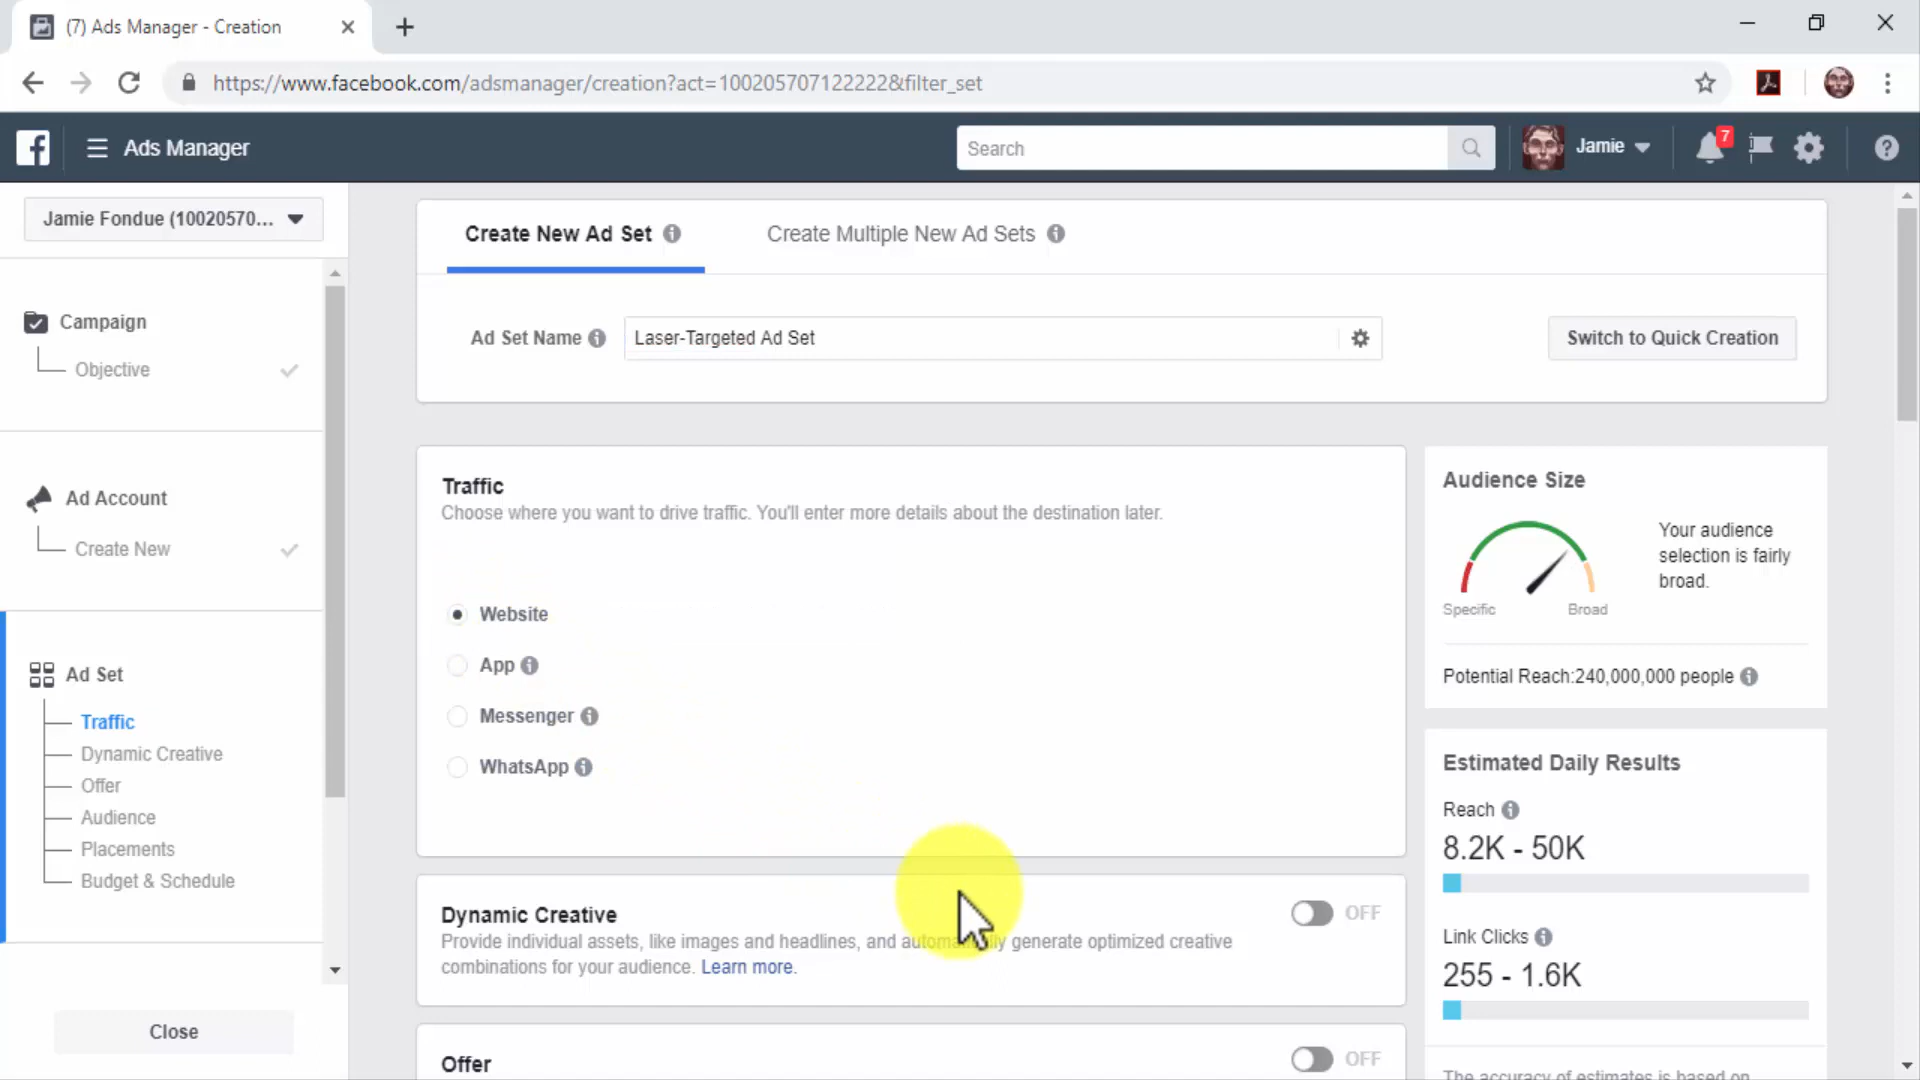 (7) Ads Manager - Creation
https://www.facebook.com/adsmanager/creation?act=100205707122222&filter_set
Ads Manager
Search
Jamie
7
Jamie Fondue (10020570...
Campaign
Objective
Ad Account
Create New
Ad Set
Traffic
Dynamic Creative
Offer
Audience
Placements
Budget & Schedule
Close
Create New Ad Set
Create Multiple New Ad Sets
Ad Set Name
Laser-Targeted Ad Set
Switch to Quick Creation
Traffic
Choose where you want to drive traffic. You'll enter more details about the destination later.
Website
App
Messenger
WhatsApp
Dynamic Creative
OFF
Provide individual assets, like images and headlines, and automatically generate optimized creative
combinations for your audience. Learn more.
Offer
OFF
Audience Size
Your audience
selection is fairly
broad.
Specific
Broad
Potential Reach:240,000,000 people
Estimated Daily Results
Reach
8.2K - 50K
Link Clicks
255 - 1.6K
The accuracy of estimates is based on